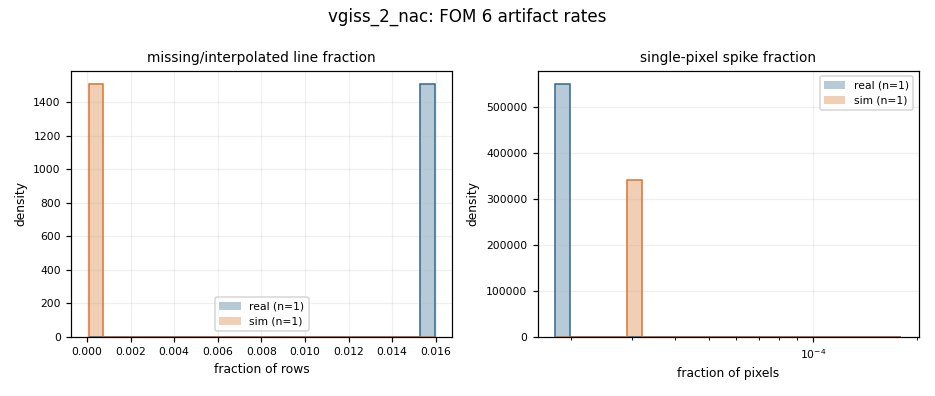 vgiss_2_nac: FOM 6 artifact rates
missing/interpolated line fraction
density
1400
1200
1000
800
600
400
200
0
0.000 0.002 0.004 0.006 0.008 0.010 0.012 0.014 0.016
fraction of rows
real (n=1)
sim (n=1)
single-pixel spike fraction
density
500000
400000
300000
200000
100000
0
10⁻⁴
fraction of pixels
real (n=1)
sim (n=1)